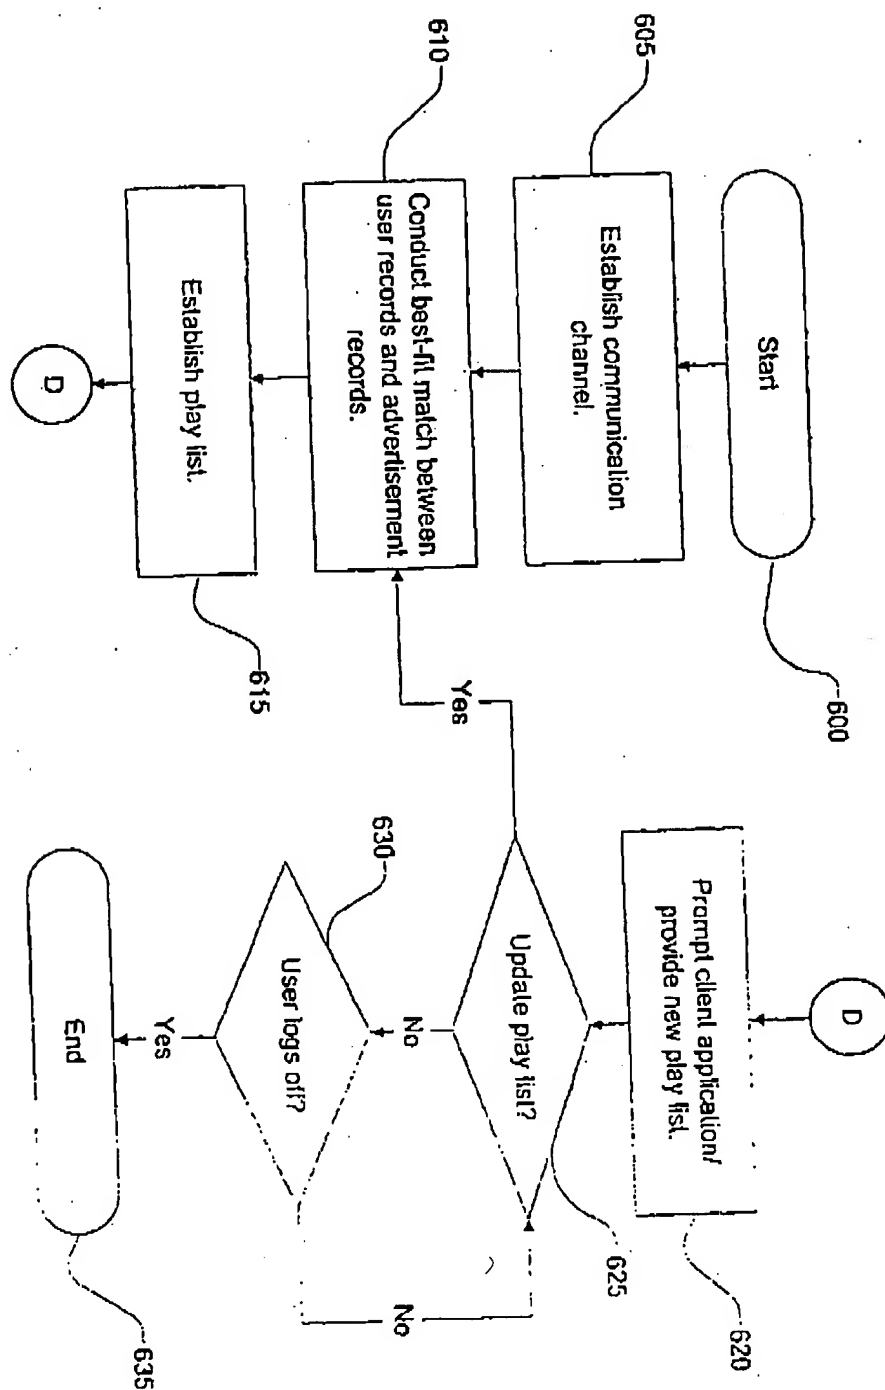 600
Start
605
Establish communication
channel.
610
Conduct best-fit match between
user records and advertisement
records.
Establish play list.
615
D
D
Prompt client application/
provide new play list.
620
Update play list?
625
Yes
No
630
User logs off?
No
Yes
End
635